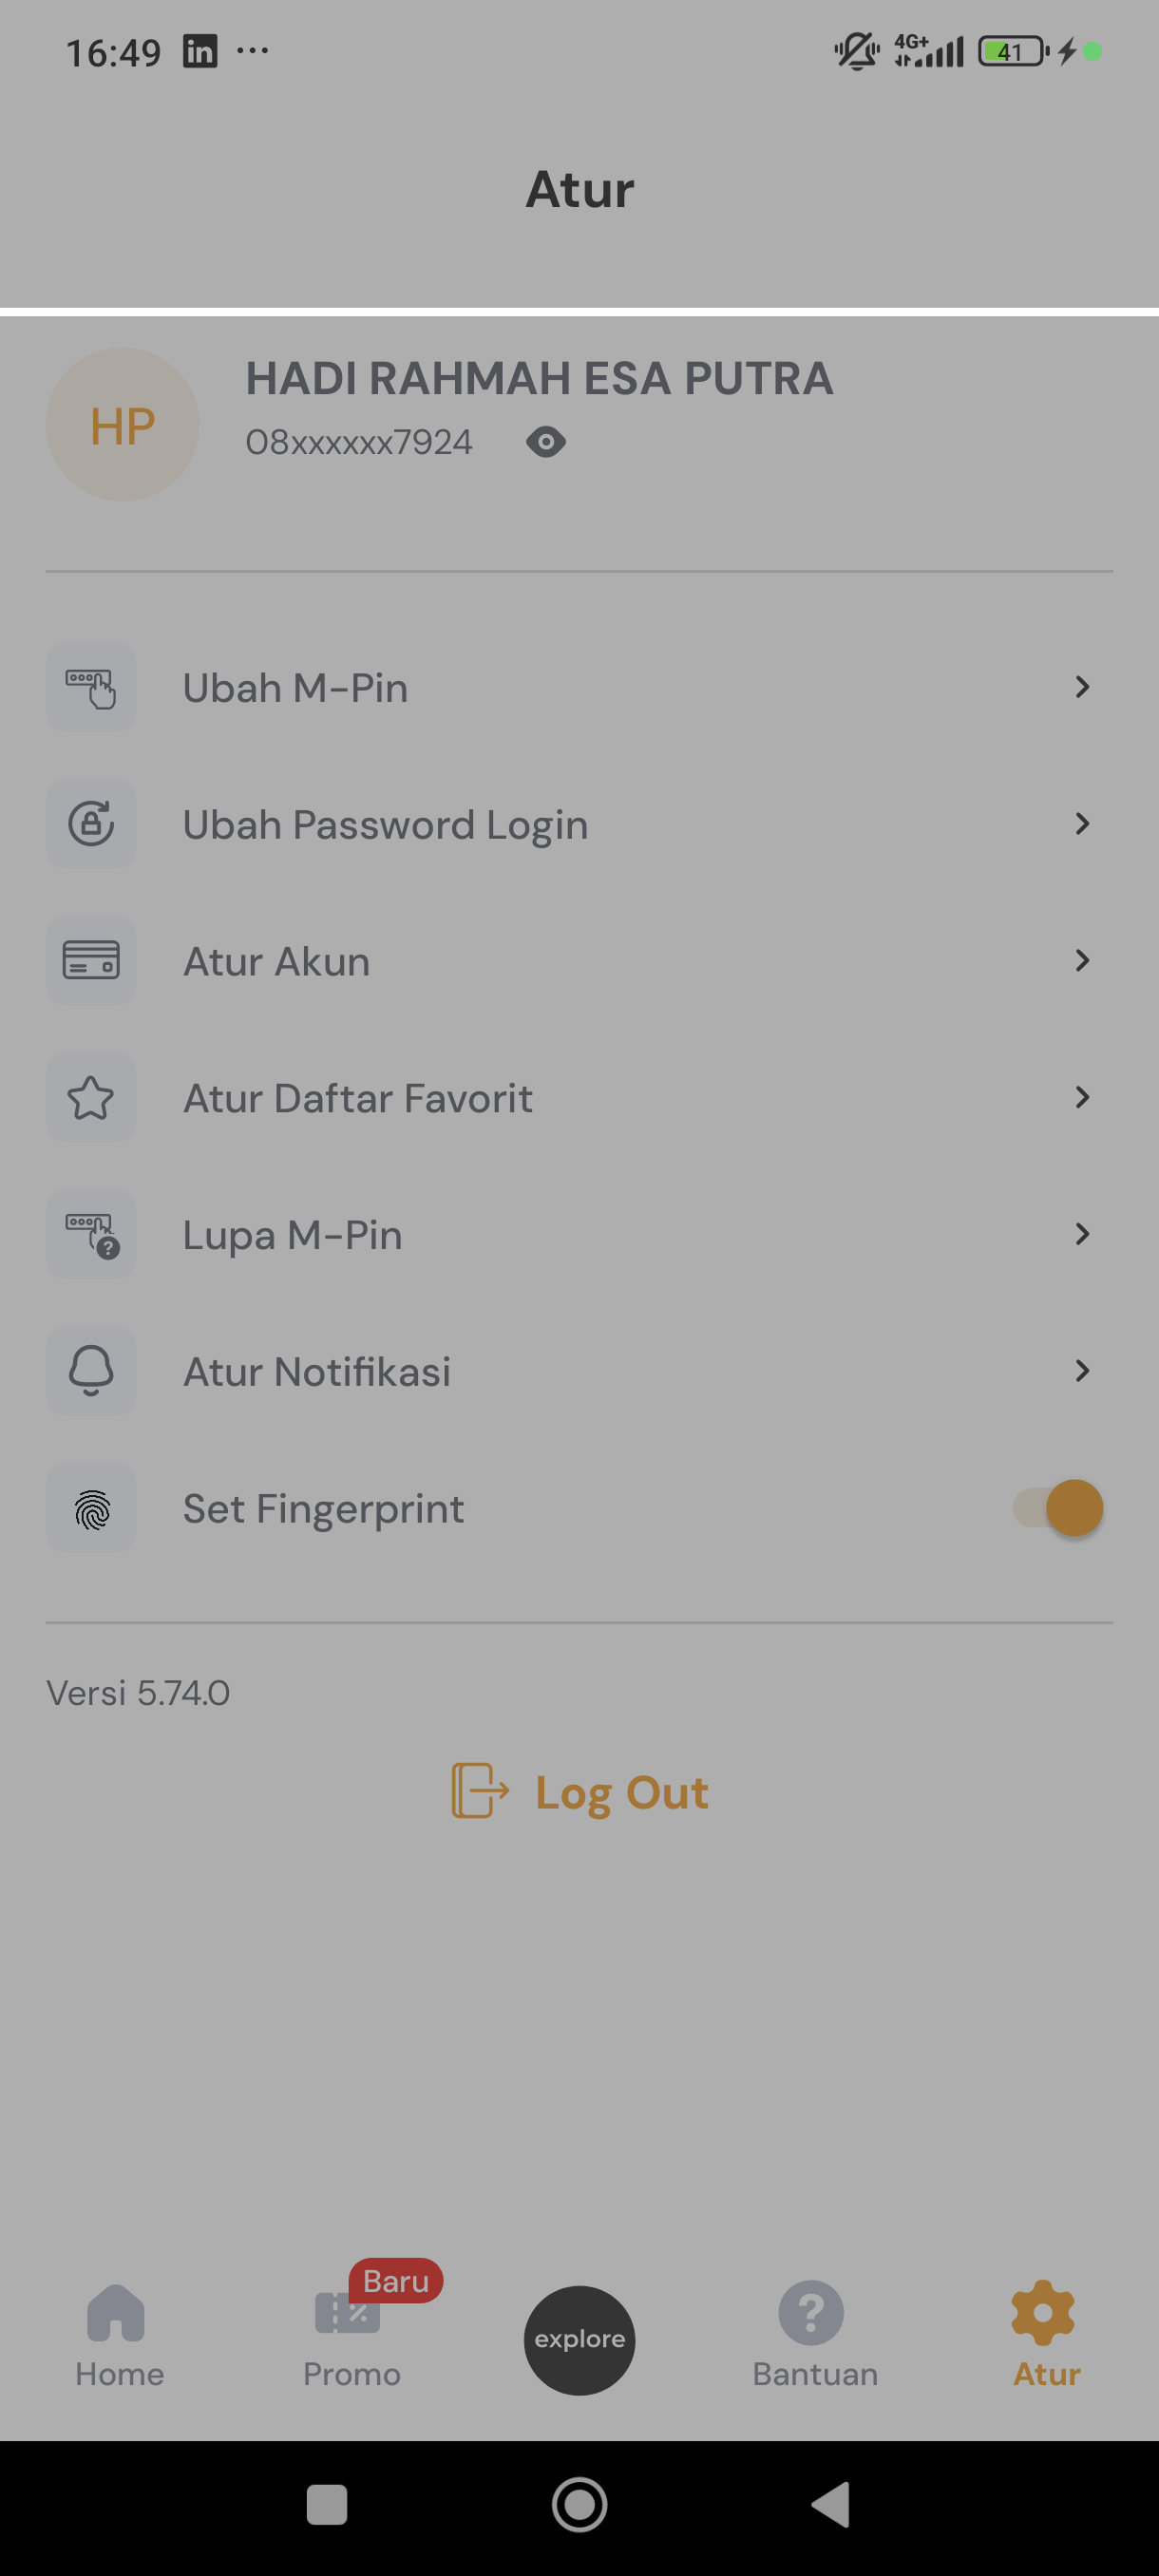 16:49 in ... 4G+ 41
Atur
HP
HADI RAHMAH ESA PUTRA
08xxxxxx7924
Ubah M-Pin
Ubah Password Login
Atur Akun
Atur Daftar Favorit
Lupa M-Pin
Atur Notifikasi
Set Fingerprint
Versi 5.74.0
Log Out
Baru
Home Promo explore Bantuan Atur